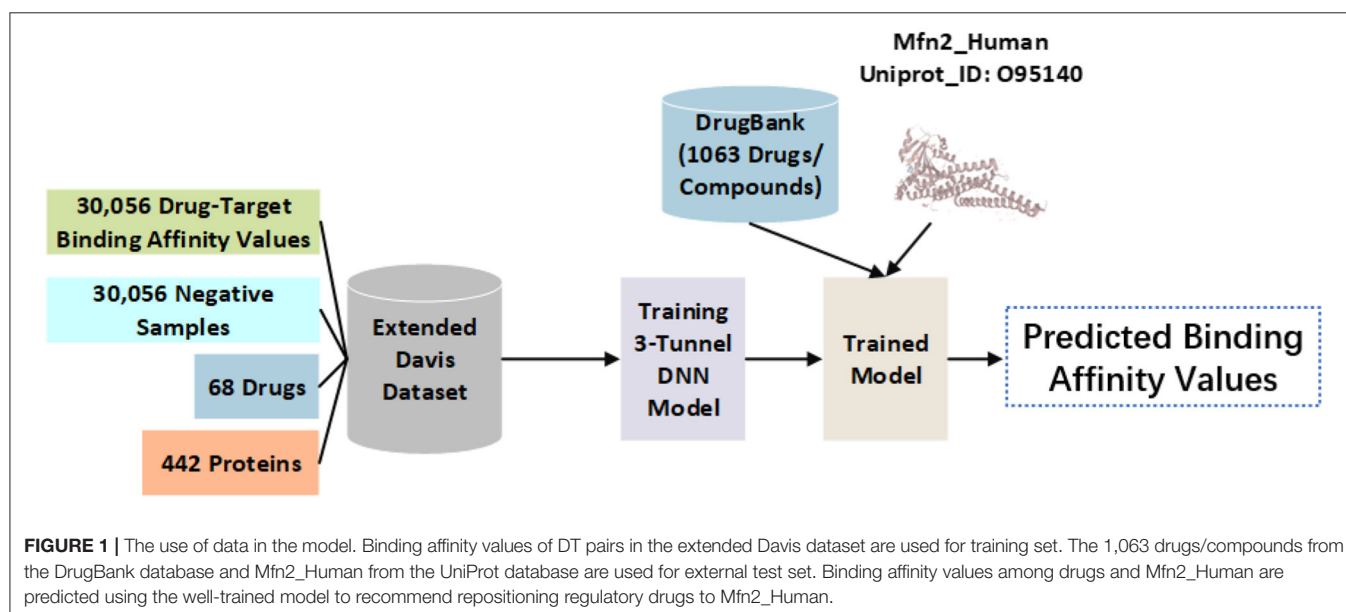 Mfn2_Human
Uniprot_ID: O95140
DrugBank
(1063 Drugs/
Compounds)
30,056 Drug-Target
Binding Affinity Values
30,056 Negative
Samples
68 Drugs
442 Proteins
Extended
Davis
Dataset
Training
3-Tunnel
DNN
Model
Trained
Model
Predicted Binding
Affinity Values
FIGURE 1 | The use of data in the model. Binding affinity values of DT pairs in the extended Davis dataset are used for training set. The 1,063 drugs/compounds from
the DrugBank database and Mfn2_Human from the UniProt database are used for external test set. Binding affinity values among drugs and Mfn2_Human are
predicted using the well-trained model to recommend repositioning regulatory drugs to Mfn2_Human.